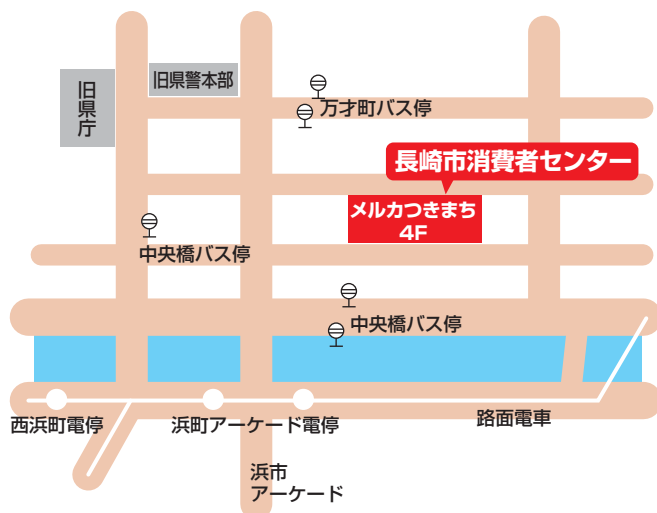 旧県庁
旧県警本部
万才町バス停
長崎市消費者センター
メルカつきまち
4F
中央橋バス停
中央橋バス停
西浜町電停
浜町アーケード電停
路面電車
浜市
アーケード